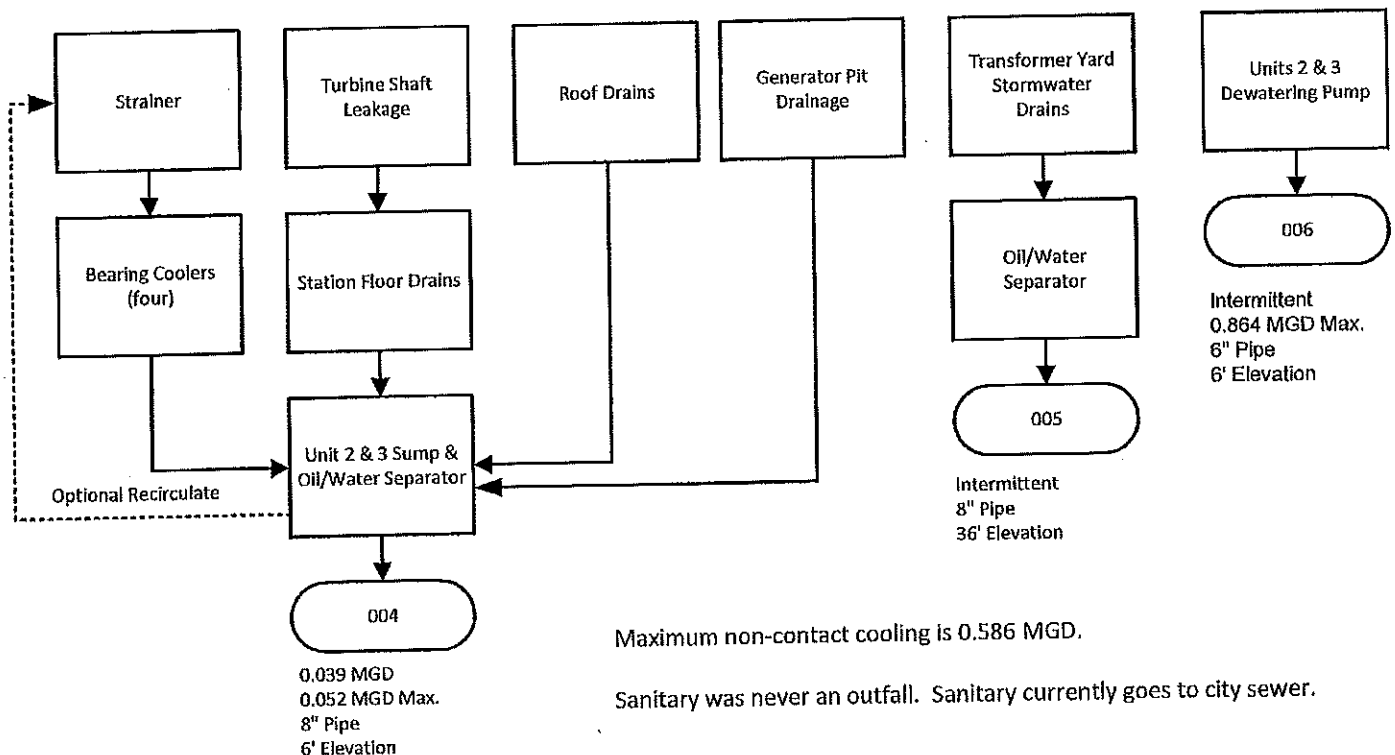 Strainer
Turbine Shaft
Leakage
Roof Drains
Generator Pit
Drainage
Transformer Yard
Stormwater
Drains
Units 2 & 3
Dewatering Pump
Bearing Coolers
(four)
Station Floor Drains
Oil/Water
Separator
006
Intermittent
0.864 MGD Max.
6" Pipe
6' Elevation
Unit 2 & 3 Sump &
Oil/Water Separator
Optional Recirculate
005
Intermittent
8" Pipe
36' Elevation
004
0.039 MGD
0.052 MGD Max.
8" Pipe
6' Elevation
Maximum non-contact cooling is 0.586 MGD.
Sanitary was never an outfall. Sanitary currently goes to city sewer.